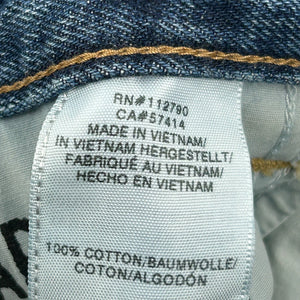 RN#112790
CA#57414
MADE IN VIETNAM/
IN VIETNAM HERGESTELLT/
FABRIQUÉ AU VIETNAM/
HECHO EN VIETNAM
100% COTTON/BAUMWOLLE/
COTON/ALGODÓN